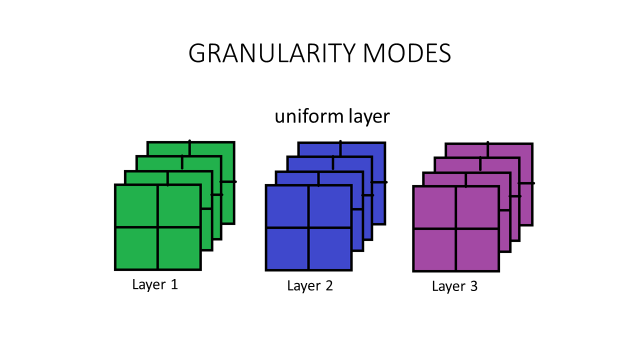 GRANULARITY MODES
uniform layer
Layer 1
Layer 2
Layer 3